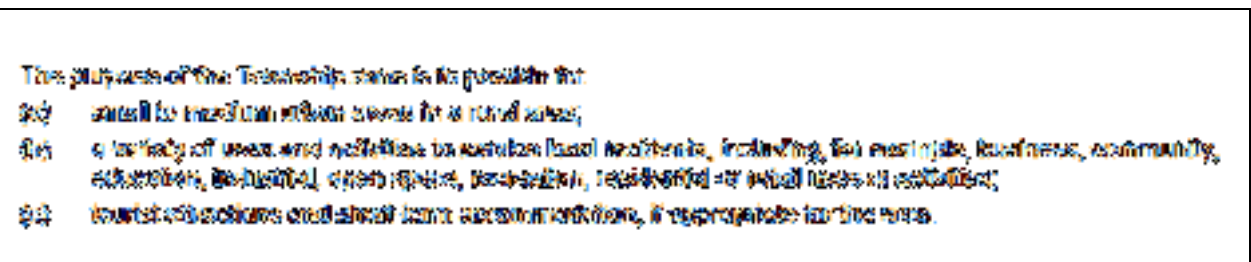 The purpose of the Township zone is to provide for
(a) small to medium urban areas in a rural area;
(b) a variety of uses and activities to service local residents, including, for example, business, community,
education, industrial, open space, recreation, residential or retail uses or activities;
(c) tourist attractions and short-term accommodation, if appropriate for the area.